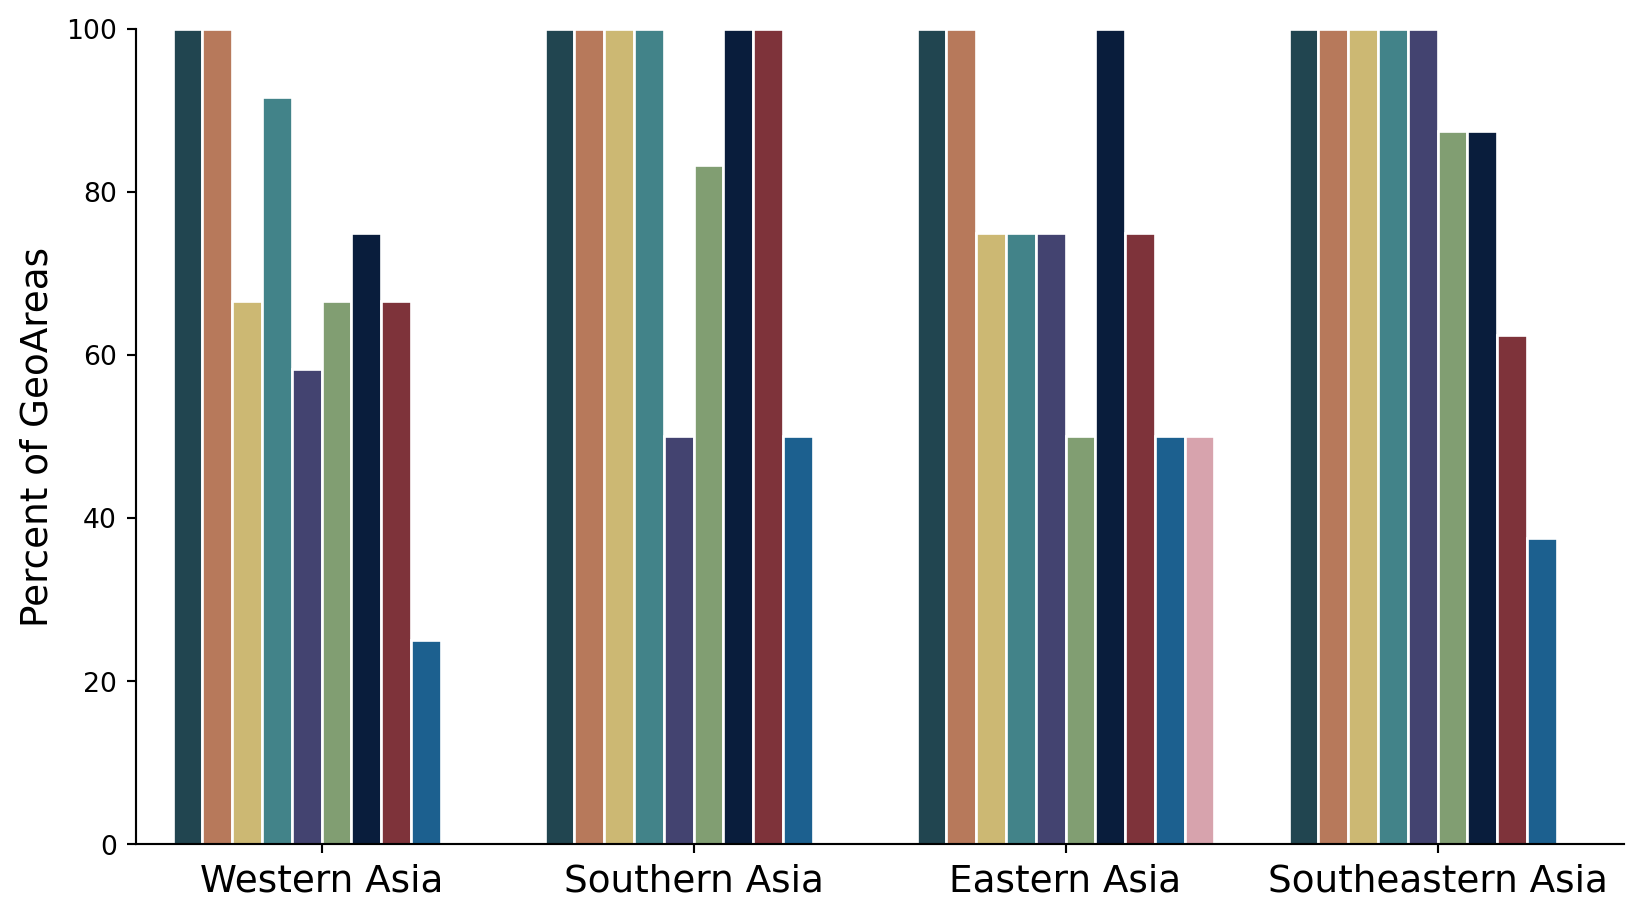 Percent of GeoAreas
100
80
60
40
20
0
Western Asia
Southern Asia
Eastern Asia
Southeastern Asia